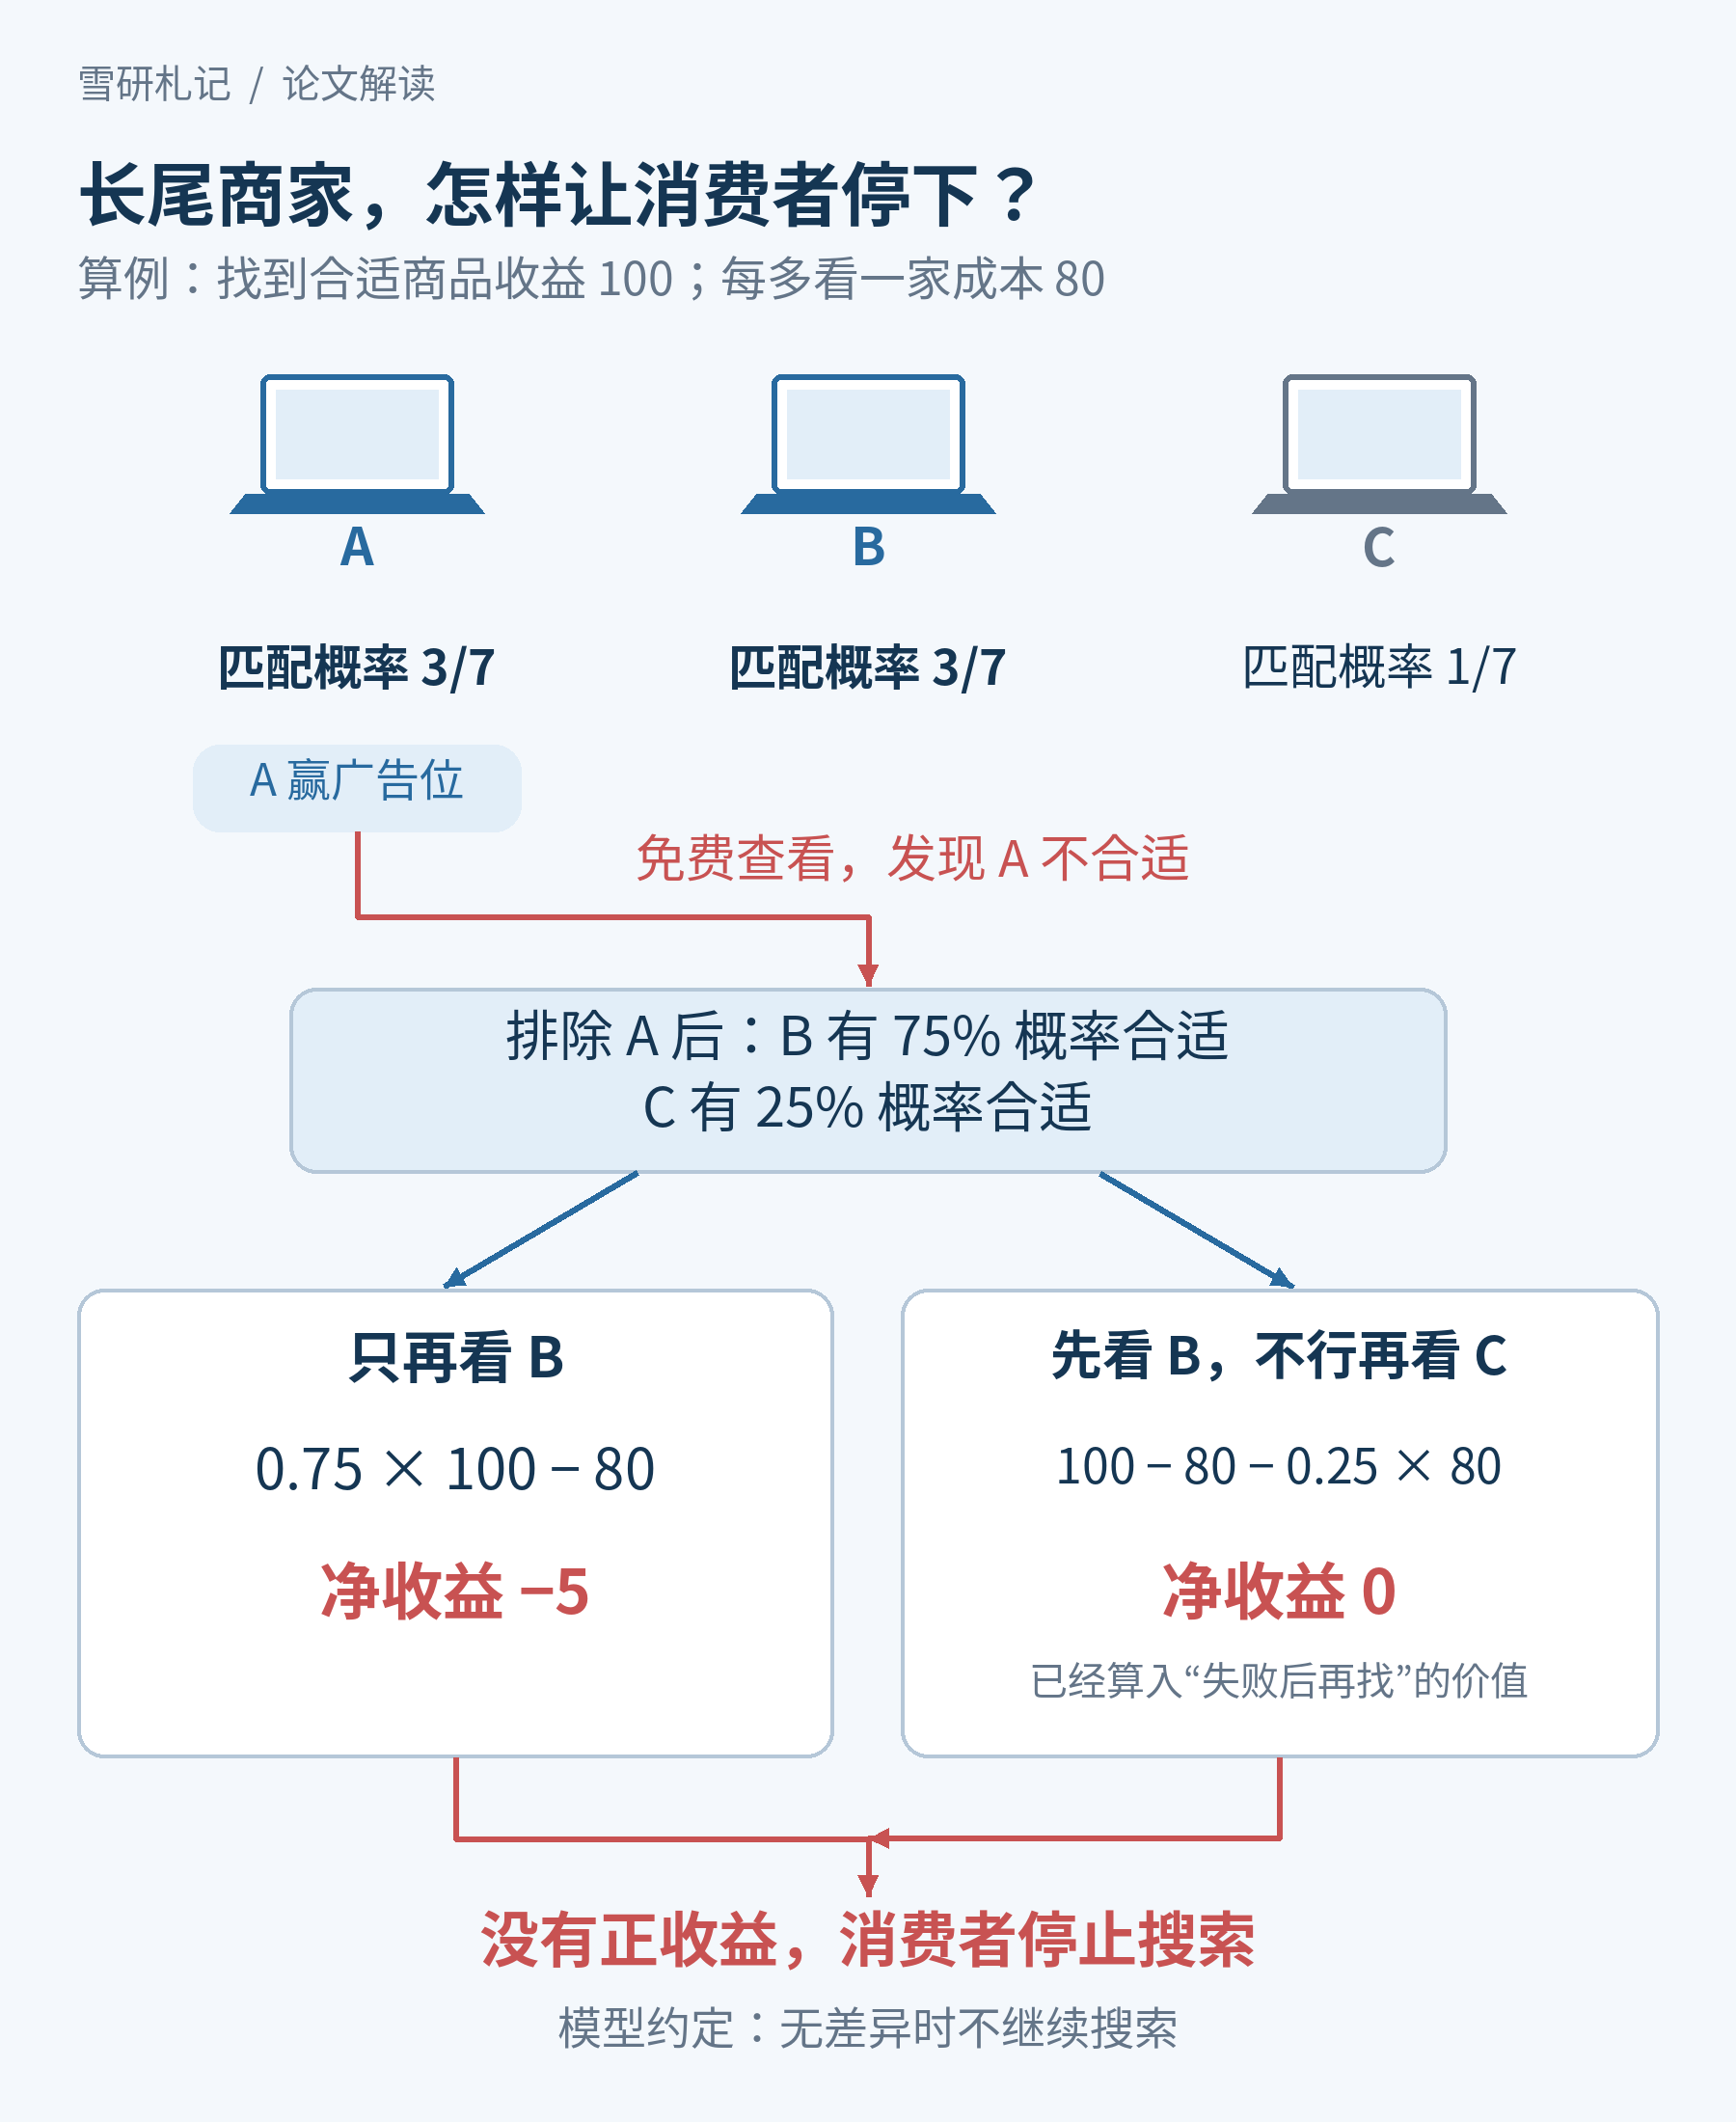 雪研札记 / 论文解读
长尾商家，怎样让消费者停下？
算例：找到合适商品收益 100；每多看一家成本 80
A
B
C
匹配概率 3/7
匹配概率 3/7
匹配概率 1/7
A 赢广告位
免费查看，发现 A 不合适
排除 A 后：B 有 75% 概率合适
C 有 25% 概率合适
只再看 B
0.75 × 100 − 80
净收益 −5
先看 B，不行再看 C
100 − 80 − 0.25 × 80
净收益 0
已经算入“失败后再找”的价值
没有正收益，消费者停止搜索
模型约定：无差异时不继续搜索